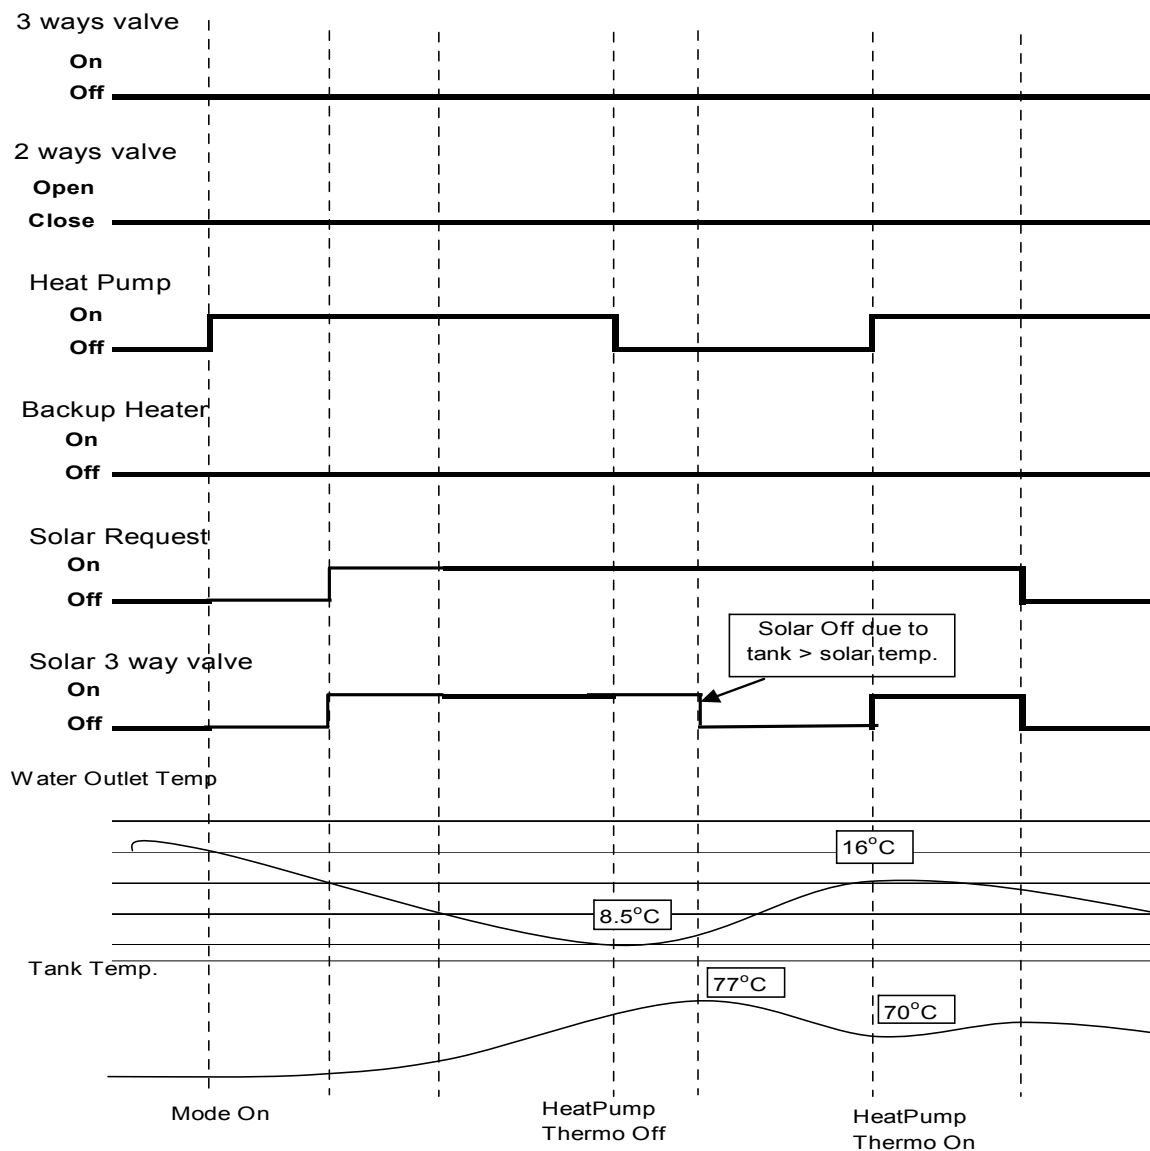 3 ways valve
On
Off
2 ways valve
Open
Close
Heat Pump
On
Off
Backup Heater
On
Off
Solar Request
On
Off
Solar Off due to
tank > solar temp.
Solar 3 way valve
On
Off
Water Outlet Temp
16°C
8.5°C
Tank Temp.
77°C
70°C
Mode On
HeatPump
Thermo Off
HeatPump
Thermo On